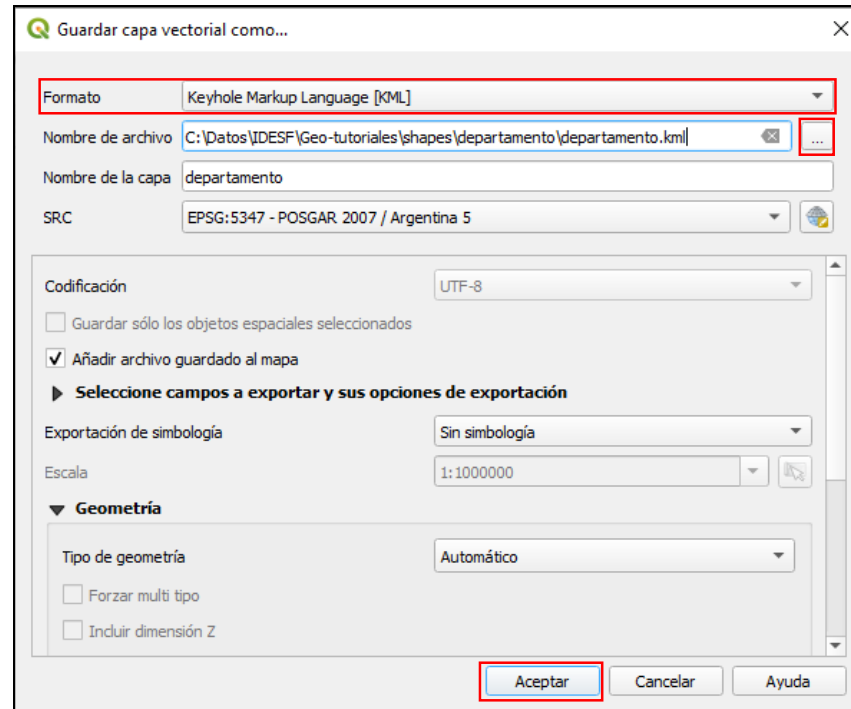 Guardar capa vectorial como...
Formato Keyhole Markup Language [KML]
Nombre de archivo C:\Datos\IDESF\Geo-tutoriales\shapes\departamento\departamento.kml ...
Nombre de la capa departamento
SRC EPSG:5347 - POSGAR 2007 / Argentina 5
Codificación UTF-8
Guardar sólo los objetos espaciales seleccionados
Añadir archivo guardado al mapa
Seleccione campos a exportar y sus opciones de exportación
Exportación de simbología Sin simbología
Escala 1:1000000
Geometría
Tipo de geometría Automático
Forzar multi tipo
Incluir dimensión Z
Aceptar Cancelar Ayuda